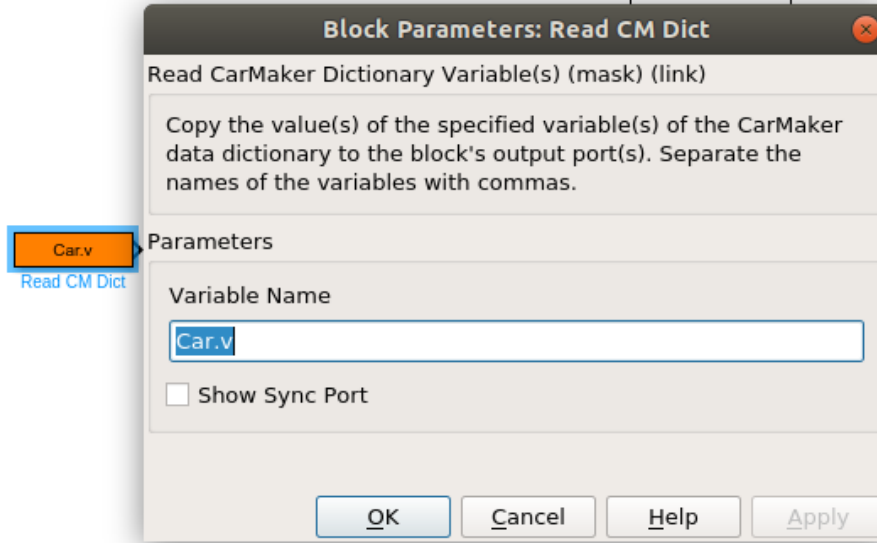 Block Parameters: Read CM Dict
Read CarMaker Dictionary Variable(s) (mask) (link)
Copy the value(s) of the specified variable(s) of the CarMaker
data dictionary to the block's output port(s). Separate the
names of the variables with commas.
Car.v
Read CM Dict
Parameters
Variable Name
Car.v
Show Sync Port
OK
Cancel
Help
Apply